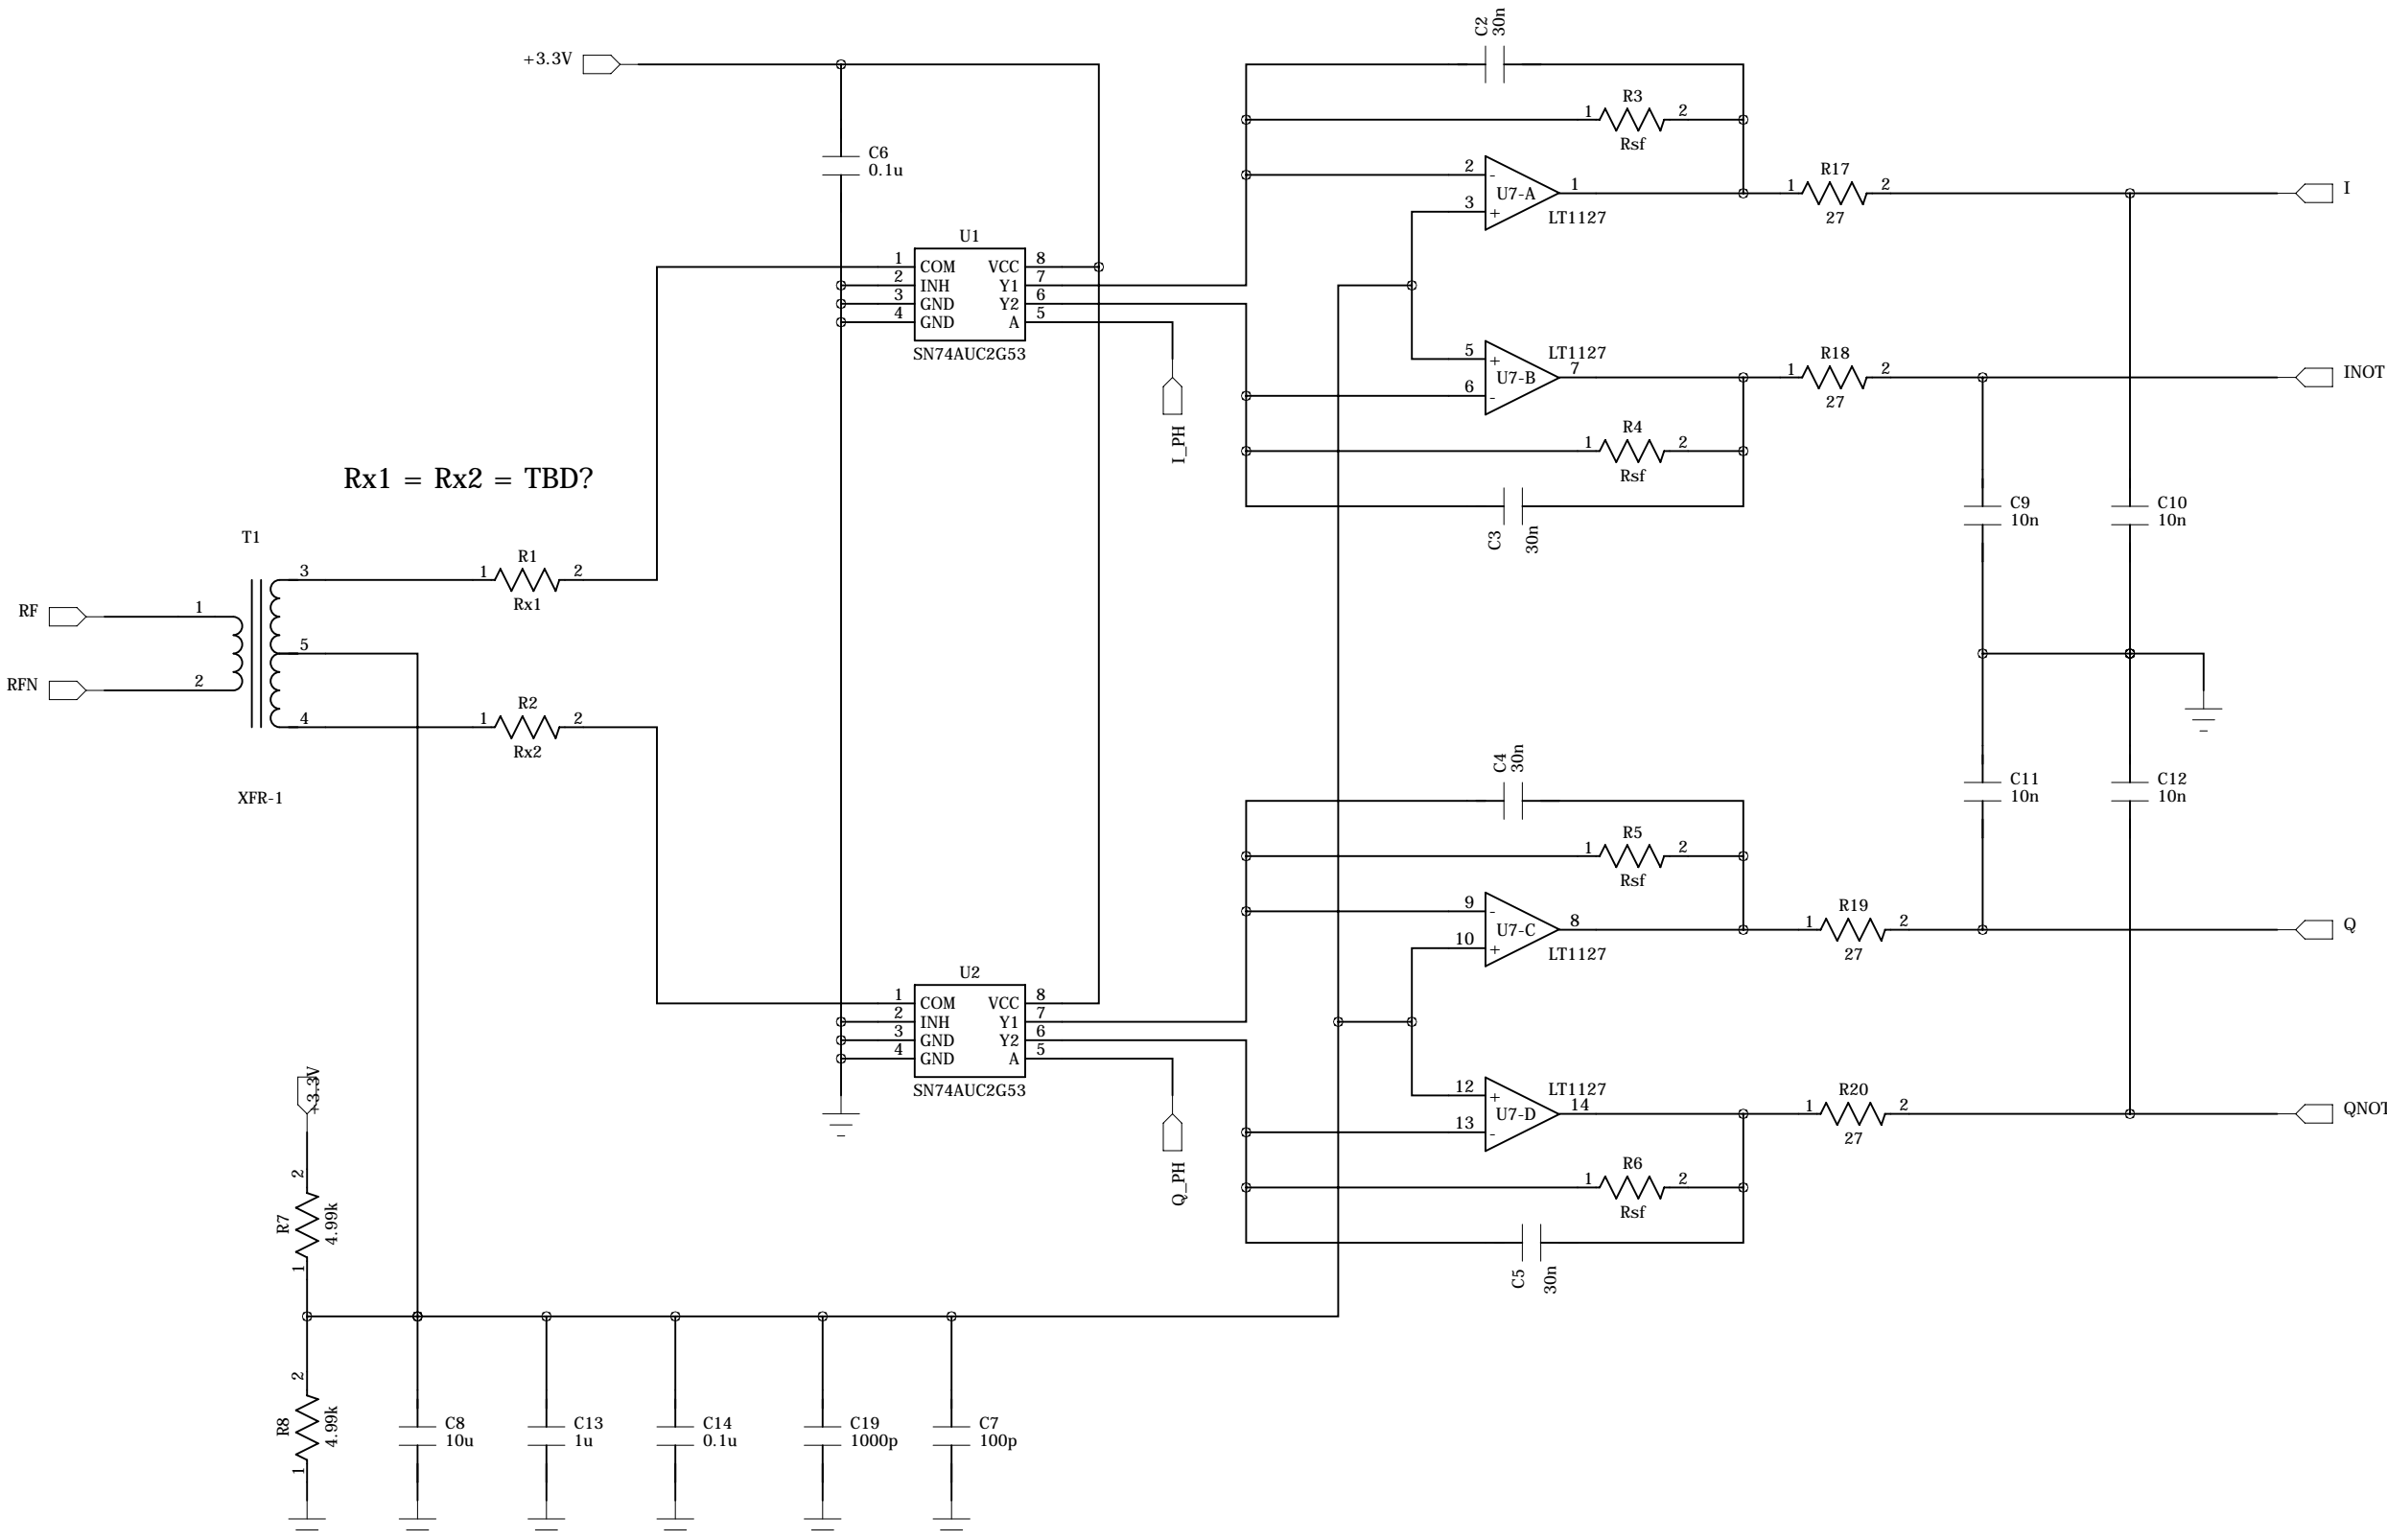 C2
30n
+3.3V
1
R3
2
Rsf
C6
0.1u
2
-
U7-A
1
3
+
LT1127
1
R17
2
27
I
U1
1
COM
VCC
8
2
INH
Y1
7
3
GND
Y2
6
4
GND
A
5
SN74AUC2G53
I_PH
5
+
LT1127
U7-B
7
6
-
1
R18
2
27
INOT
1
R4
2
Rsf
C3
30n
Rx1 = Rx2 = TBD?
C9
10n
C10
10n
T1
3
1
R1
2
Rx1
RF
1
5
RFN
2
4
1
R2
2
Rx2
XFR-1
C4
30n
C11
10n
C12
10n
1
R5
2
Rsf
9
-
U7-C
8
10
+
LT1127
1
R19
2
27
Q
U2
1
COM
VCC
8
2
INH
Y1
7
3
GND
Y2
6
4
GND
A
5
SN74AUC2G53
Q_PH
12
+
LT1127
U7-D
14
13
-
1
R20
2
27
QNOT
1
R6
2
Rsf
C5
30n
+3.3V
2
R7
4.99k
1
2
R8
4.99k
1
C8
10u
C13
1u
C14
0.1u
C19
1000p
C7
100p